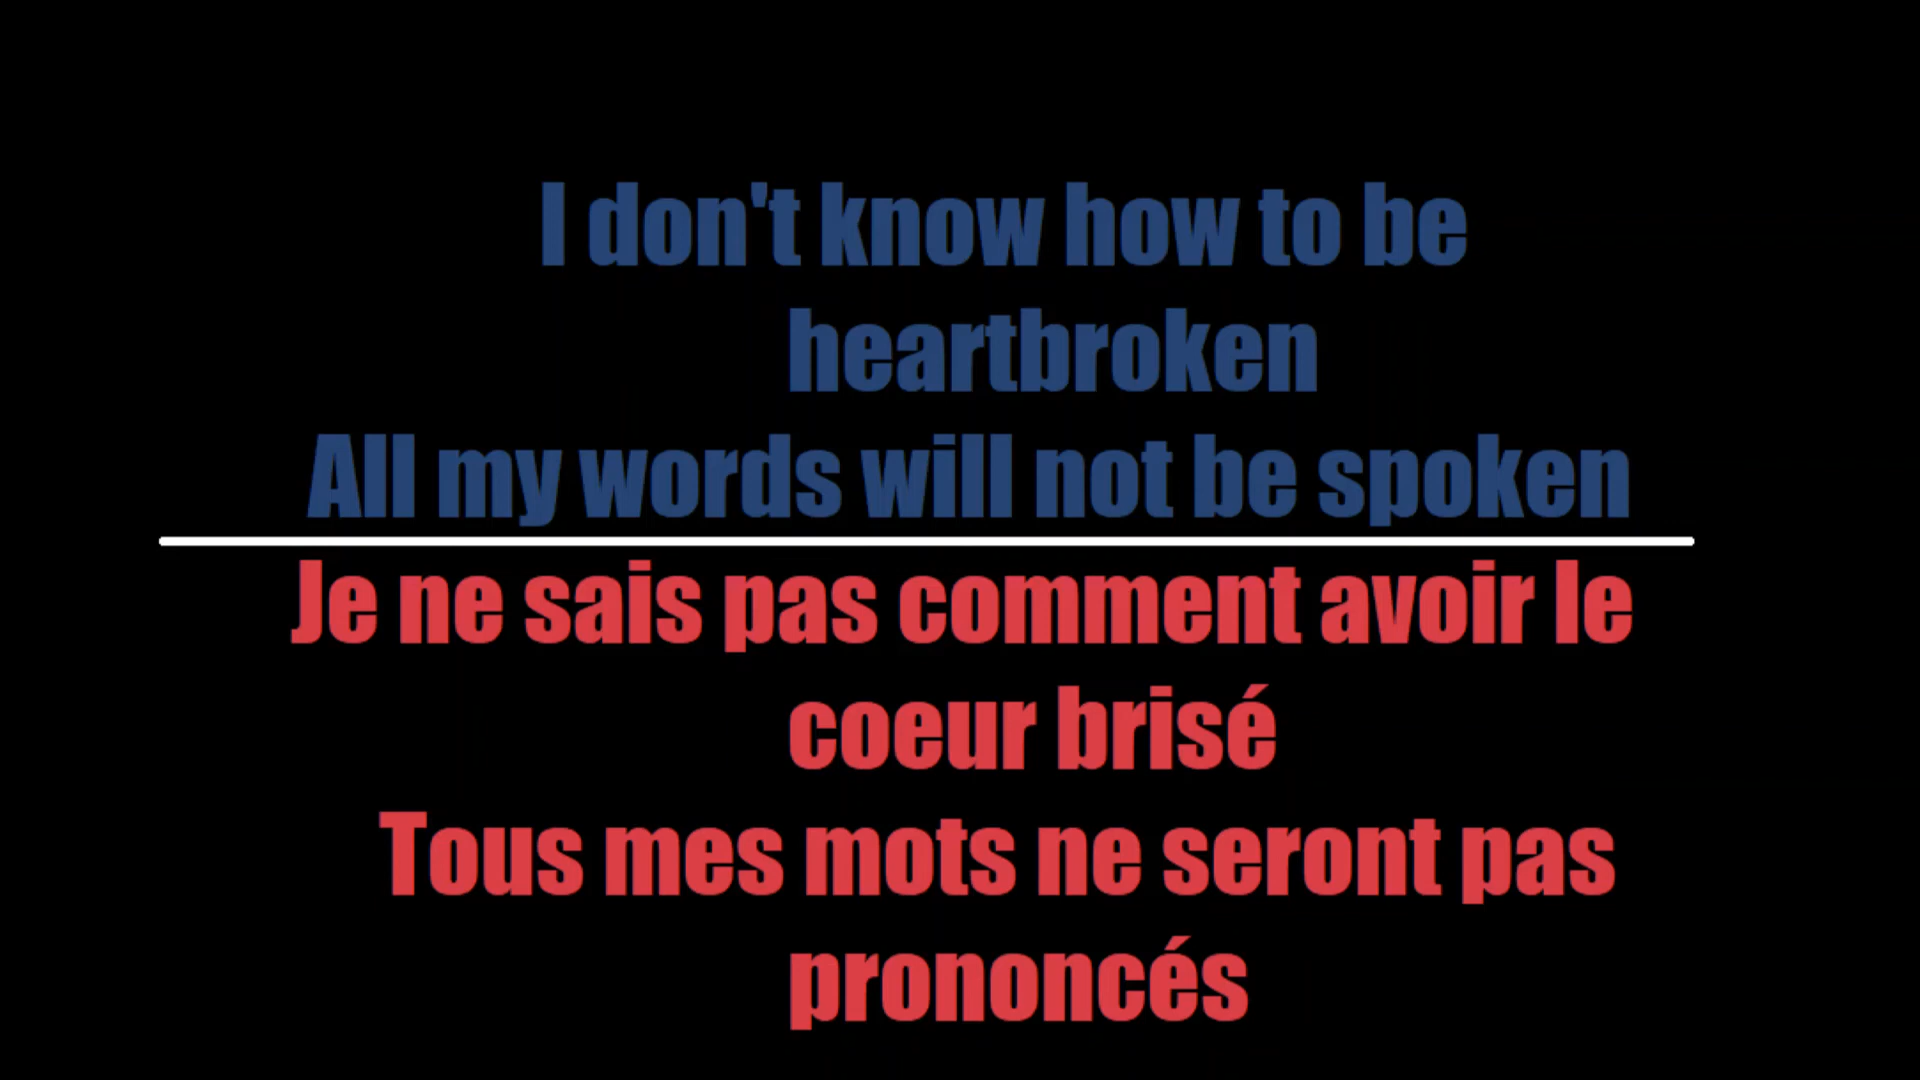 I don't know how to be
heartbroken
All my words will not be spoken
Je ne sais pas comment avoir le
coeur brisé
Tous mes mots ne seront pas
prononcés